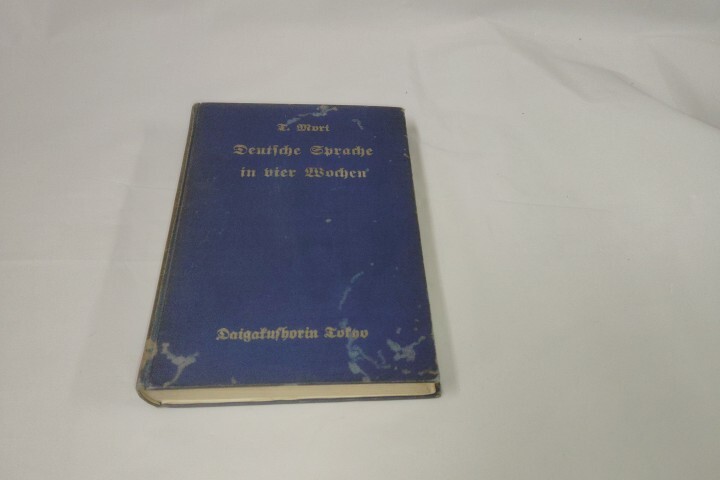 T. Mori
Deutsche Sprache
in vier Wochen
Daigakushorin Tokyo